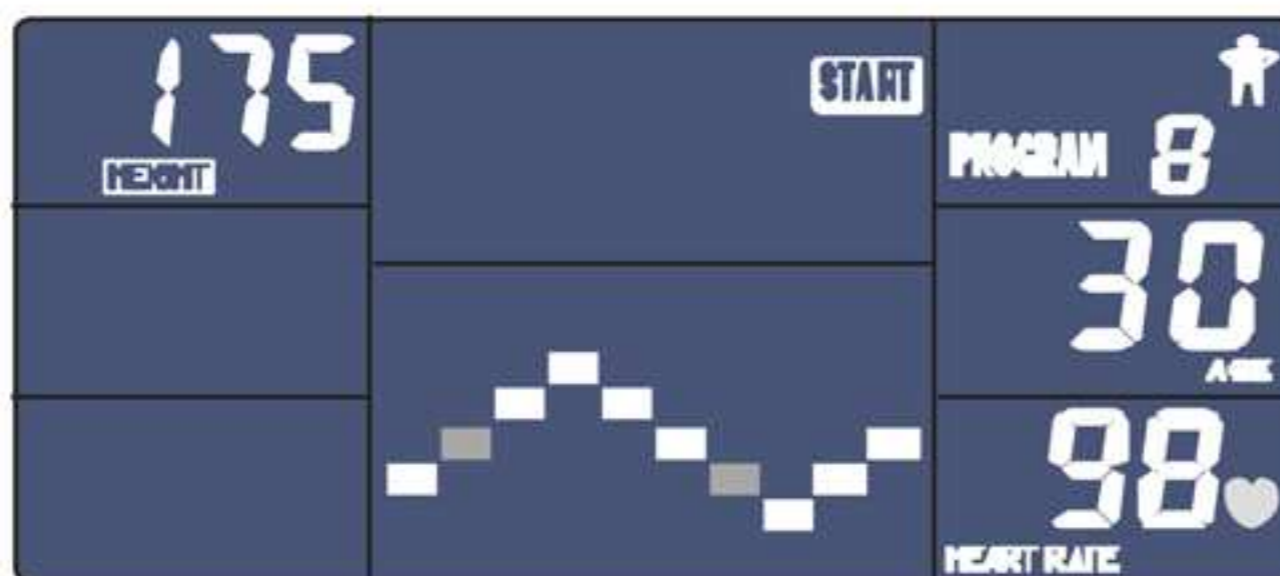 175
HEIGHT
START
PROGRAM 8
30
AGE
98
HEART RATE